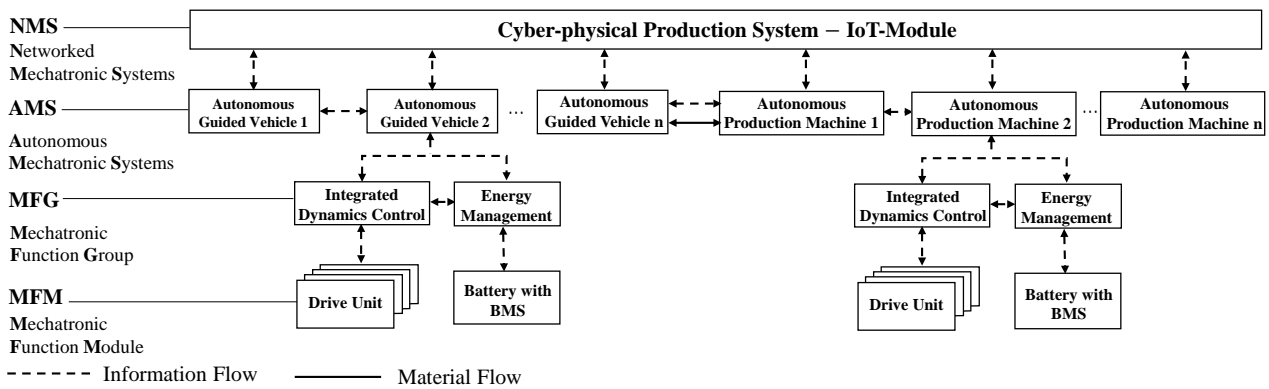 NMS
Networked
Mechatronic Systems
Cyber-physical Production System – IoT-Module
AMS
Autonomous
Mechatronic Systems
Autonomous
Guided Vehicle 1
Autonomous
Guided Vehicle 2
...
Autonomous
Guided Vehicle n
Autonomous
Production Machine 1
Autonomous
Production Machine 2
...
Autonomous
Production Machine n
MFG
Mechatronic
Function Group
Integrated
Dynamics Control
Energy
Management
Integrated
Dynamics Control
Energy
Management
MFM
Mechatronic
Function Module
Drive Unit
Battery with
BMS
Drive Unit
Battery with
BMS
Information Flow
Material Flow